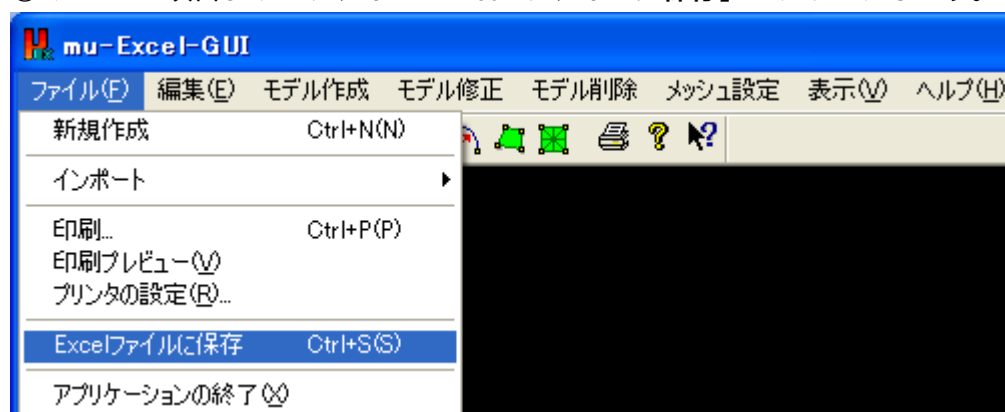 mu-Excel-GUI
ファイル(F) 編集(E) モデル作成 モデル修正 モデル削除 メッシュ設定 表示(V) ヘルプ(H)
新規作成 Ctrl+N(N)
インポート
印刷... Ctrl+P(P)
印刷プレビュー(V)
プリンタの設定(R)...
Excelファイルに保存 Ctrl+S(S)
アプリケーションの終了(X)